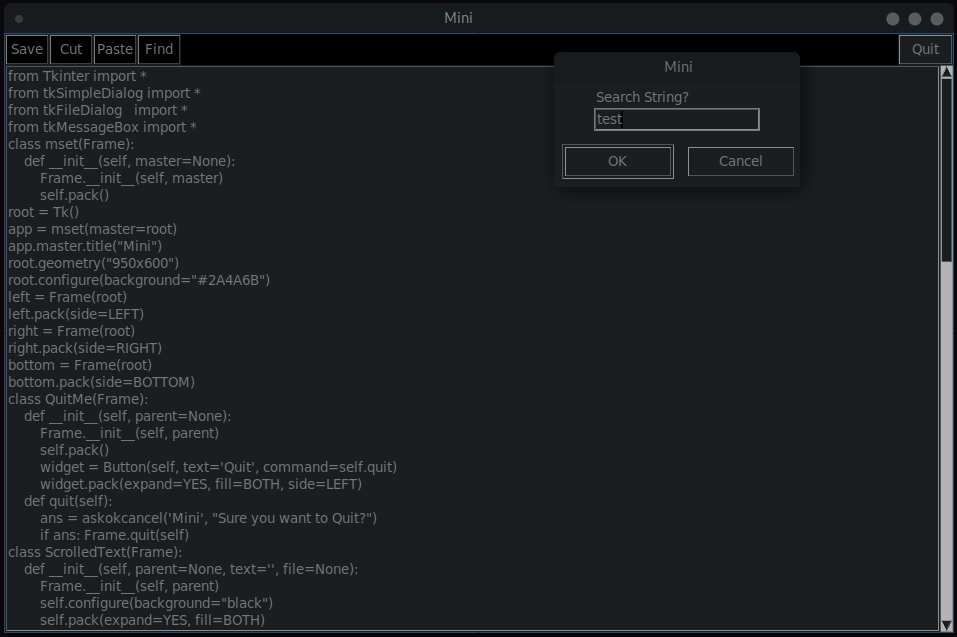 Mini
Save Cut Paste Find Quit
Mini
Search String?
test
OK Cancel
from Tkinter import *
from tkSimpleDialog import *
from tkFileDialog   import *
from tkMessageBox import *
class mset(Frame):
    def __init__(self, master=None):
        Frame.__init__(self, master)
        self.pack()
root = Tk()
app = mset(master=root)
app.master.title("Mini")
root.geometry("950x600")
root.configure(background="#2A4A6B")
left = Frame(root)
left.pack(side=LEFT)
right = Frame(root)
right.pack(side=RIGHT)
bottom = Frame(root)
bottom.pack(side=BOTTOM)
class QuitMe(Frame):
    def __init__(self, parent=None):
        Frame.__init__(self, parent)
        self.pack()
        widget = Button(self, text='Quit', command=self.quit)
        widget.pack(expand=YES, fill=BOTH, side=LEFT)
    def quit(self):
        ans = askokcancel('Mini', "Sure you want to Quit?")
        if ans: Frame.quit(self)
class ScrolledText(Frame):
    def __init__(self, parent=None, text='', file=None):
        Frame.__init__(self, parent)
        self.configure(background="black")
        self.pack(expand=YES, fill=BOTH)